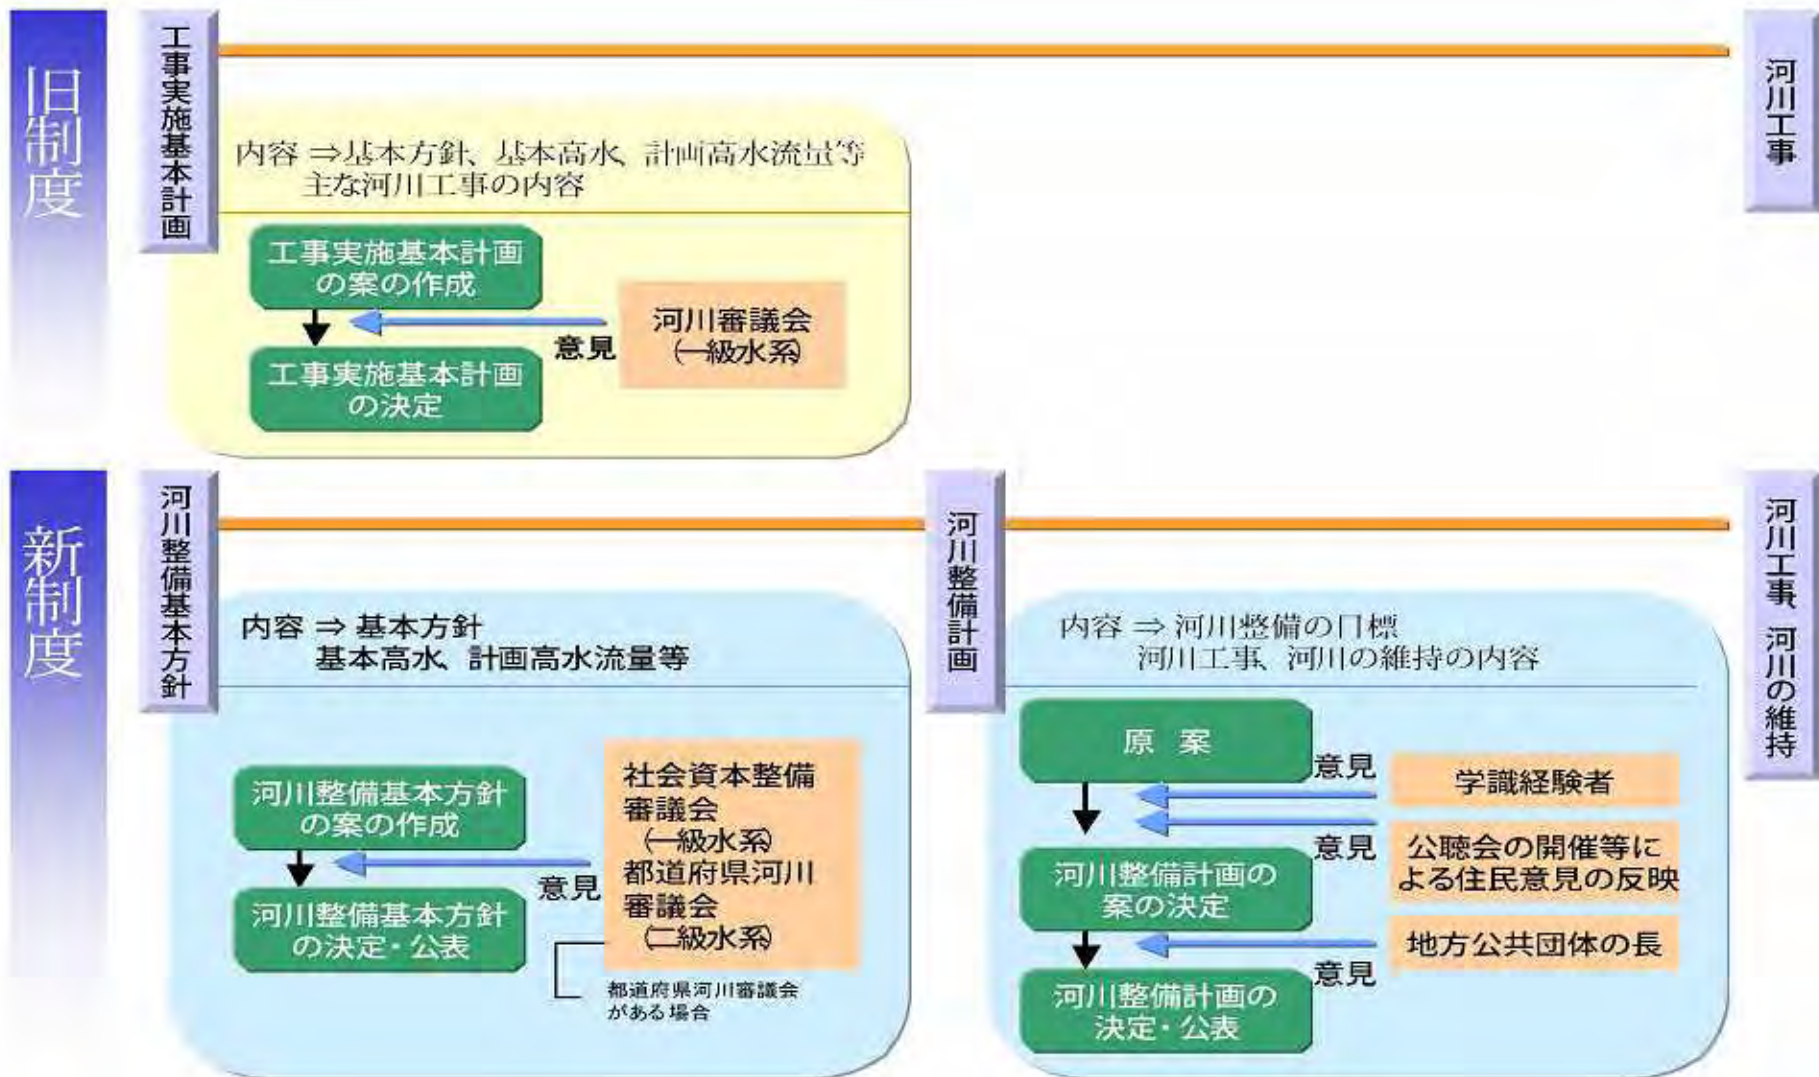 旧制度
工事実施基本計画
河川工事
内容 ⇒基本方針、基本高水、計画高水流量等
主な河川工事の内容
工事実施基本計画
の案の作成
意見
河川審議会
(一級水系)
工事実施基本計画
の決定
新制度
河川整備基本方針
河川整備計画
河川工事、河川の維持
内容 ⇒ 基本方針
基本高水、計画高水流量等
河川整備基本方針
の案の作成
意見
社会資本整備
審議会
(一級水系)
都道府県河川
審議会
(二級水系)
河川整備基本方針
の決定・公表
都道府県河川審議会
がある場合
内容 ⇒ 河川整備の目標
河川工事、河川の維持の内容
原 案
意見
学識経験者
意見
公聴会の開催等に
よる住民意見の反映
河川整備計画の
案の決定
地方公共団体の長
意見
河川整備計画の
決定・公表